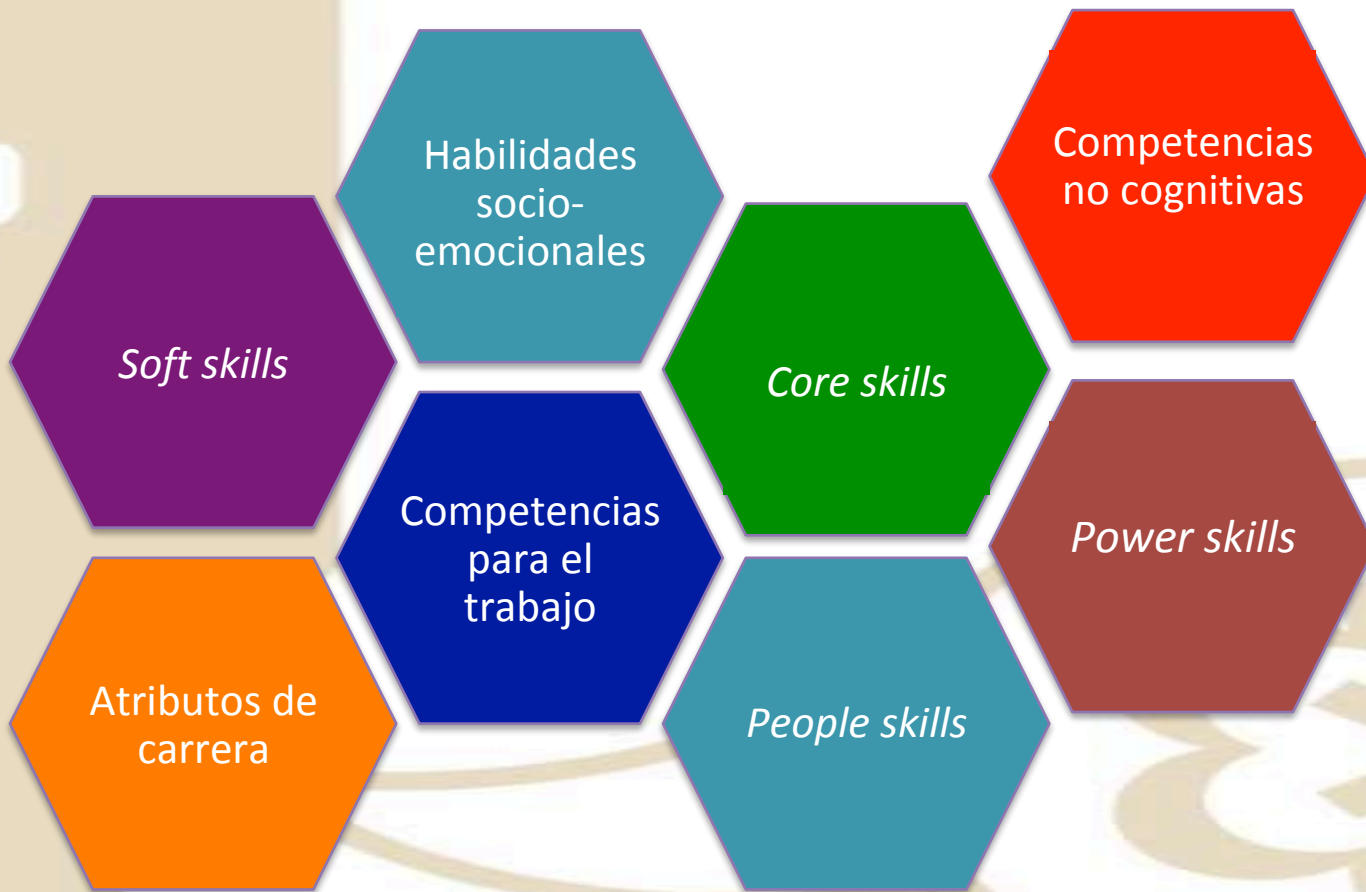 Habilidades
socio-
emocionales
Competencias
no cognitivas
Soft skills
Core skills
Competencias
para el
trabajo
Power skills
Atributos de
carrera
People skills